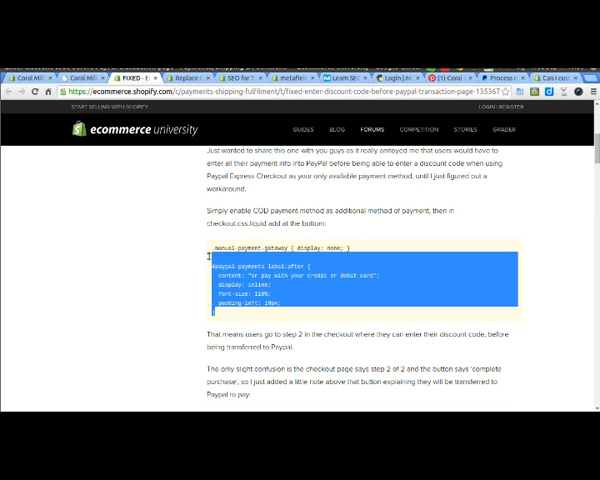 Coral Mill
Coral Mill
FIXED - E
Replace
SEO for T
metafield
Learn SEO
Login | M
Coral
Process
Can I cust
https://ecommerce.shopify.com/c/payments-shipping-fulfilment/t/fixed-enter-discount-code-before-paypal-transaction-page-135367
START SELLING WITH SHOPIFY
LOGIN | REGISTER
ecommerce university
GUIDES
BLOG
FORUMS
COMPETITION
STORIES
GRADER
Just wanted to share this one with you guys as it really annoyed me that users would have to
enter all their payment info into PayPal before being able to enter a discount code when using
Paypal Express Checkout as your only available payment method, until I just figured out a
workaround.
Simply enable COD payment method as additional method of payment, then in
checkout.css.liquid add at the bottom:
.manual-payment-gateway { display: none; }
#paypal-payments label:after {
content: "or pay with your credit or debit card";
display: inline;
font-size: 110%;
padding-left: 10px;
}
That means users go to step 2 in the checkout where they can enter their discount code, before
being transferred to Paypal.
The only slight confusion is the checkout page says step 2 of 2 and the button says 'complete
purchase', so I just added a little note above that button explaining they will be transferred to
Paypal to pay